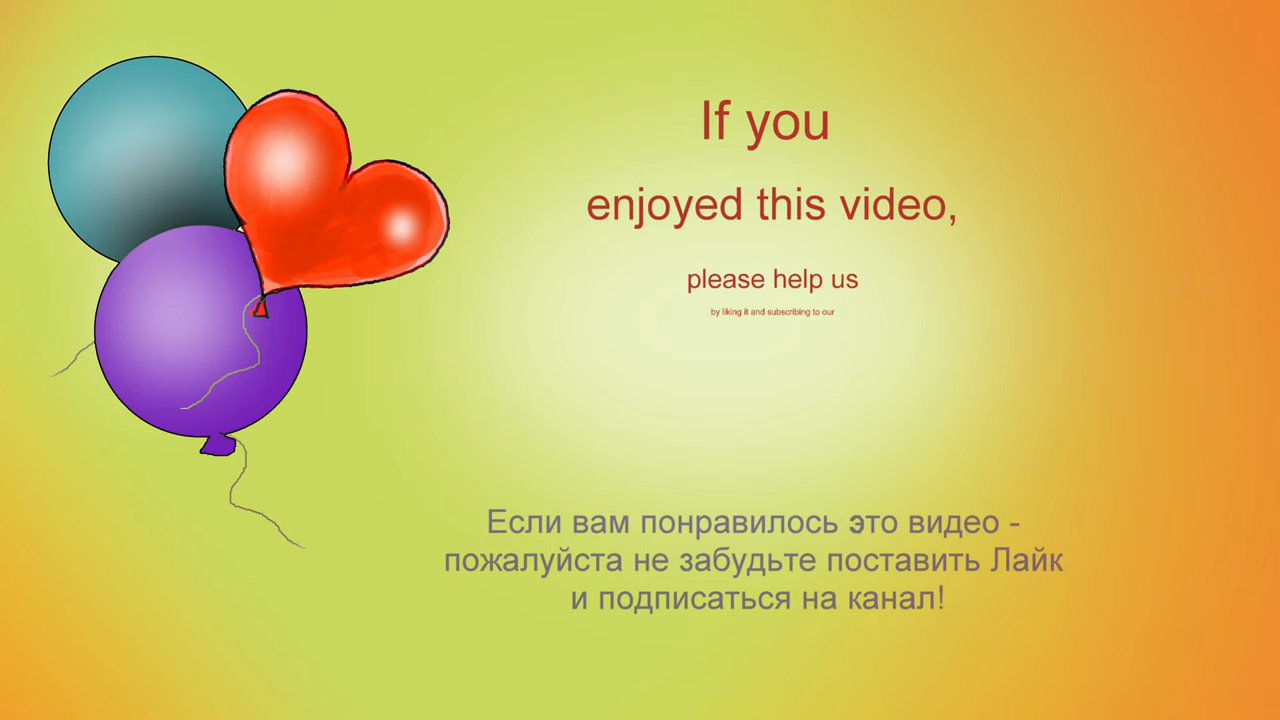 If you
enjoyed this video,
please help us
by liking it and subscribing to our
Если вам понравилось это видео -
пожалуйста не забудьте поставить Лайк
и подписаться на канал!